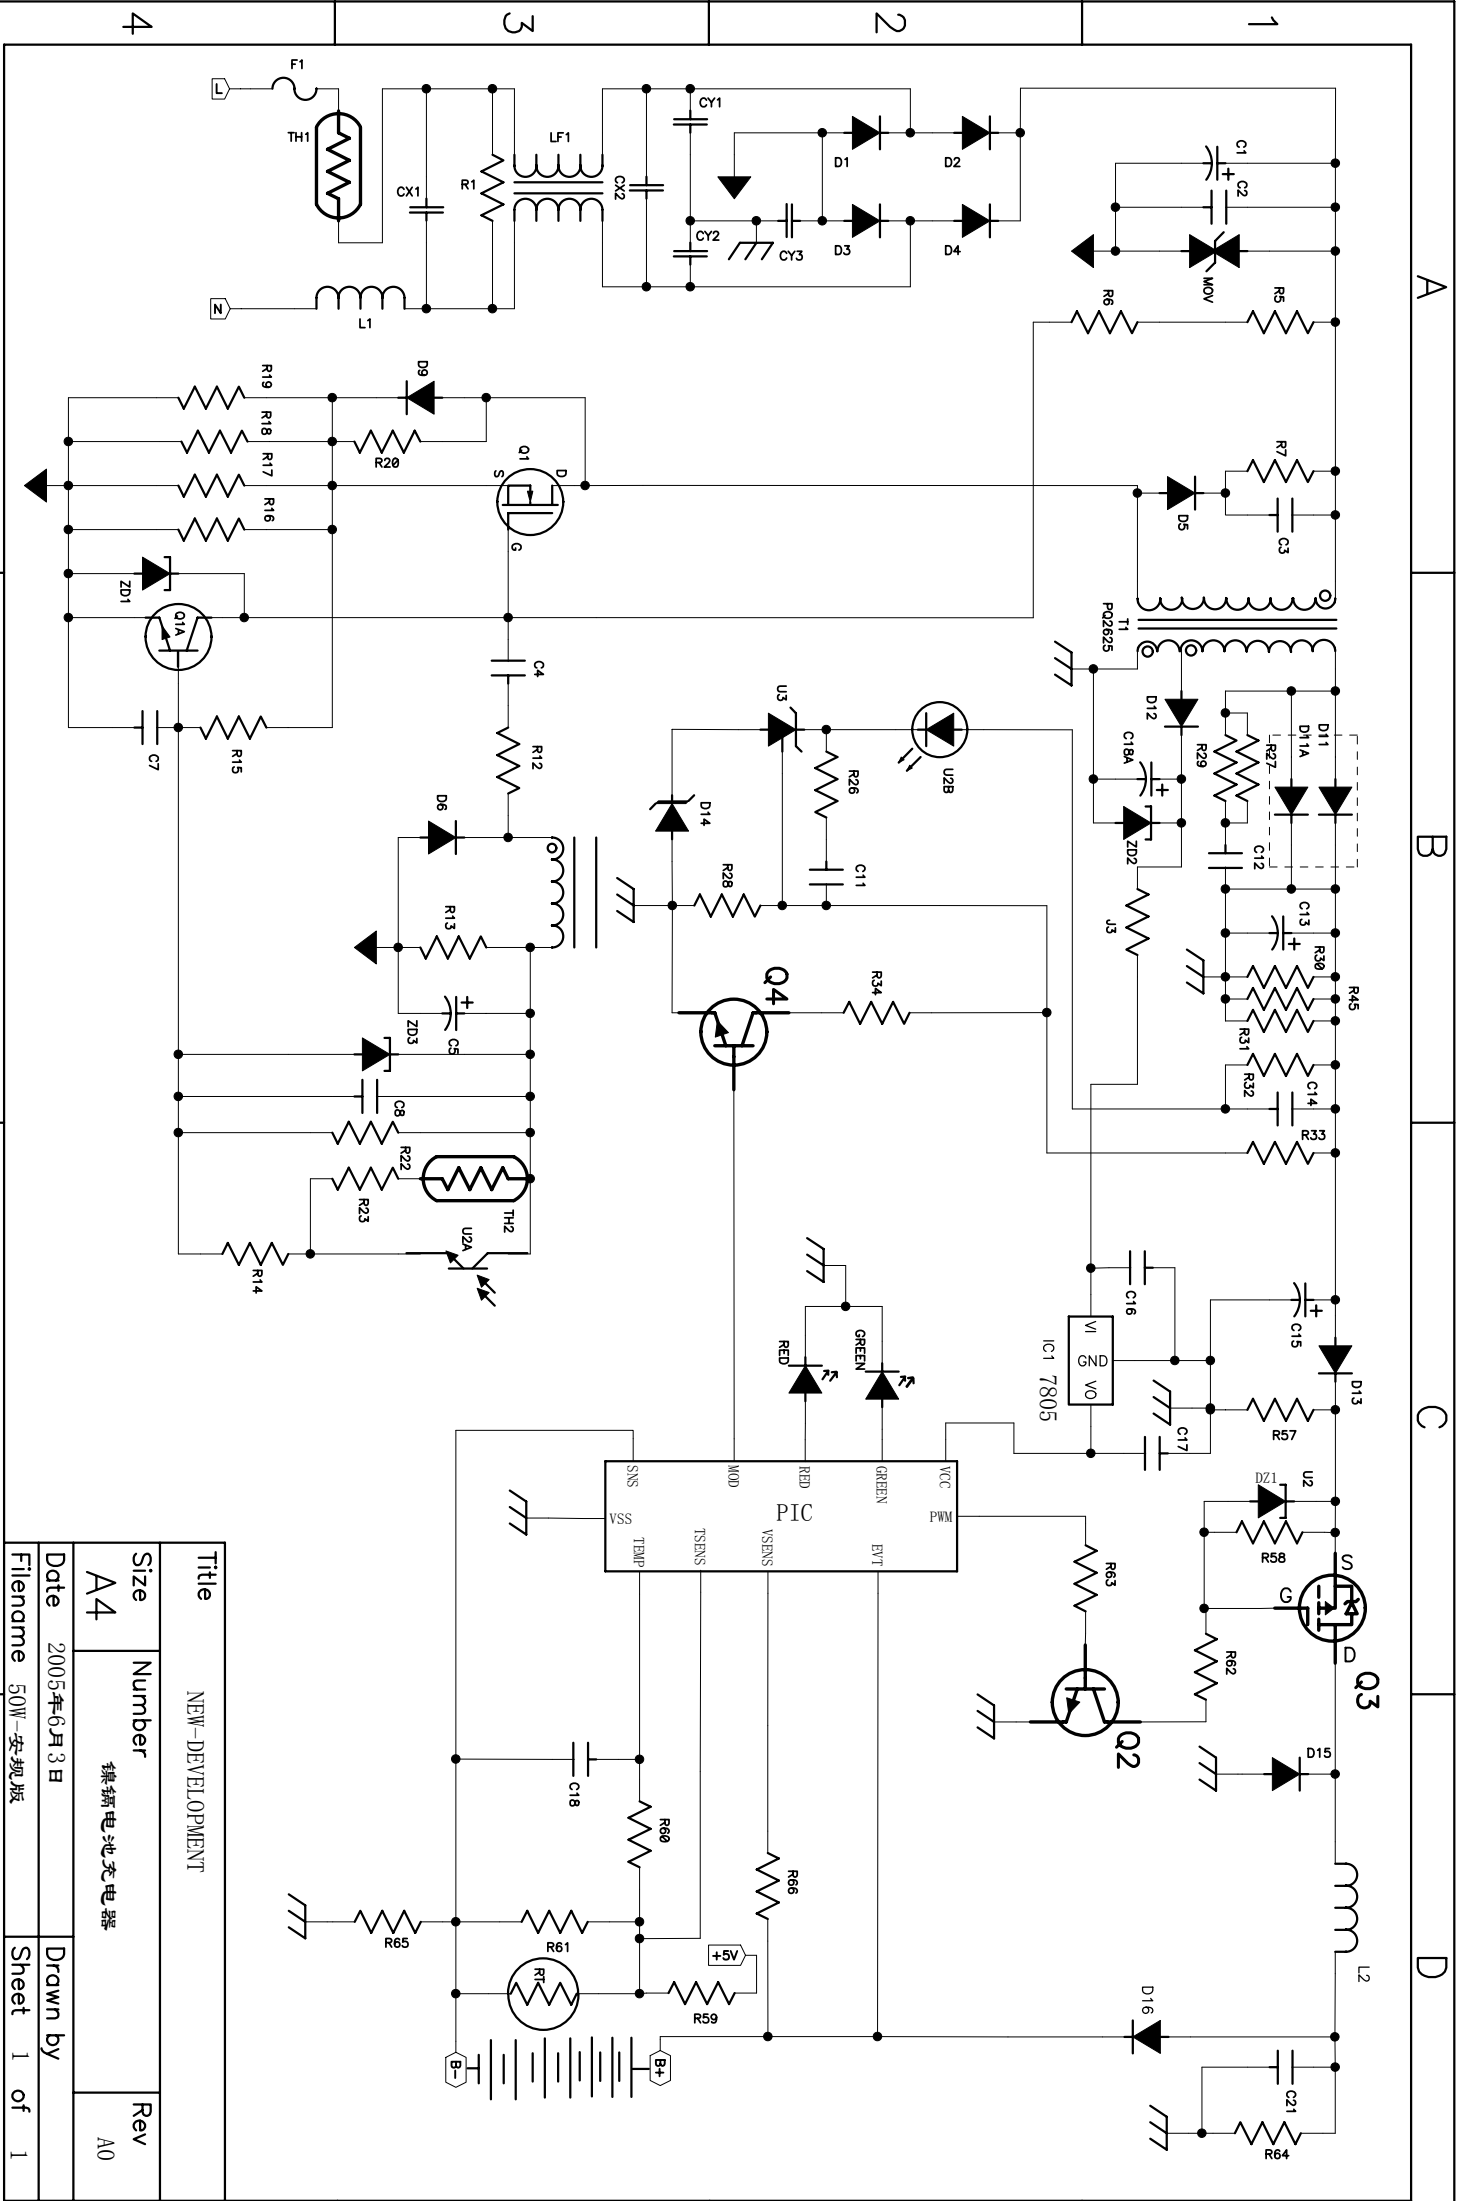 4
3
2
1
A
B
C
D
F1
L
TH1
N
L1
CX1
R1
LF1
CX2
CY1
CY2
CY3
D1
D2
D3
D4
C1
C2
MOV
R5
R6
R7
C3
D5
T1
PQ2625
R19
R18
R17
R16
D9
R20
Q1
S
D
G
ZD1
Q1A
C7
R15
C4
R12
D6
R13
C5
ZD3
C8
R22
R23
TH2
U2A
R14
U3
R26
U2B
D14
R28
C11
Q4
R34
D12
C18A
ZD2
J3
D11
D11A
R27
R29
C12
C13
R30
R45
R31
R32
C14
R33
C16
C15
D13
VI
GND
VO
IC1 7805
C17
R57
RED
GREEN
U2
DZ1
R58
S
G
D
Q3
R62
R63
Q2
D15
L2
D16
C21
R64
PIC
SNS
MOD
RED
GREEN
VCC
VSS
TEMP
TSENS
VSENS
EVT
PWM
C18
R60
R66
R65
R61
RT
R59
+5V
B+
B-
Title
NEW-DEVELOPMENT
Size
A4
Number
镍镉电池充电器
Rev
A0
Date 2005年6月3日
Drawn by
Filename 50W-安规版
Sheet 1 of 1